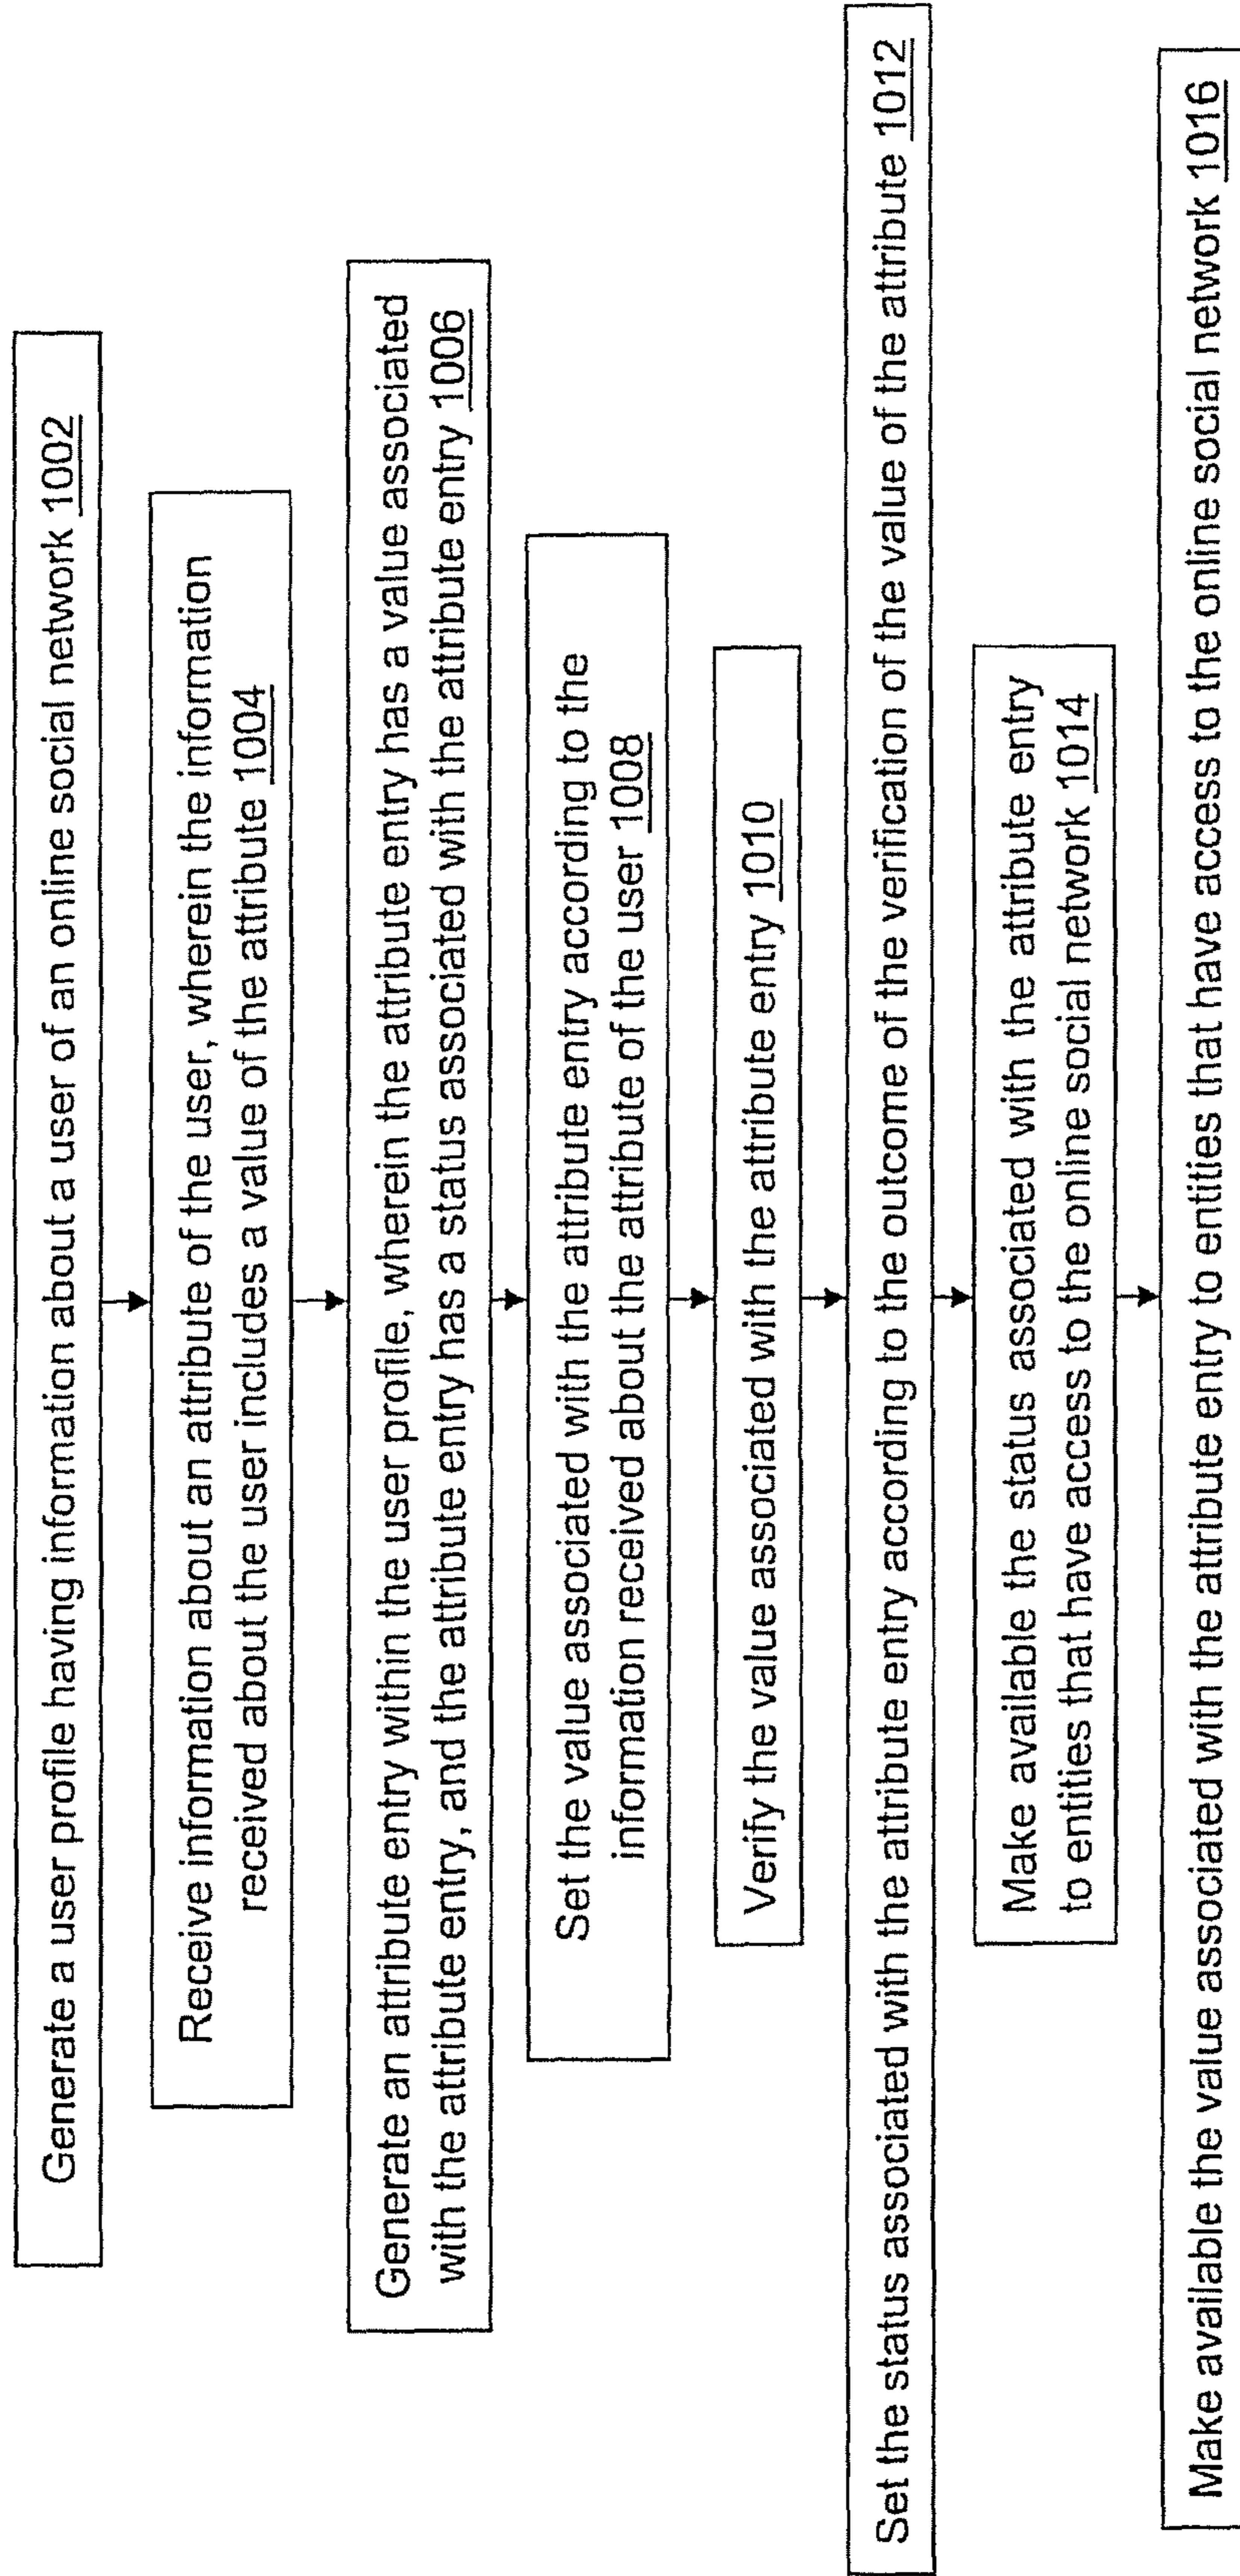 Generate a user profile having information about a user of an online social network 1002
Receive information about an attribute of the user, wherein the information
received about the user includes a value of the attribute 1004
Generate an attribute entry within the user profile, wherein the attribute entry has a value associated
with the attribute entry, and the attribute entry has a status associated with the attribute entry 1006
Set the value associated with the attribute entry according to the
information received about the attribute of the user 1008
Verify the value associated with the attribute entry 1010
Set the status associated with the attribute entry according to the outcome of the verification of the value of the attribute 1012
Make available the status associated with the attribute entry
to entities that have access to the online social network 1014
Make available the value associated with the attribute entry to entities that have access to the online social network 1016